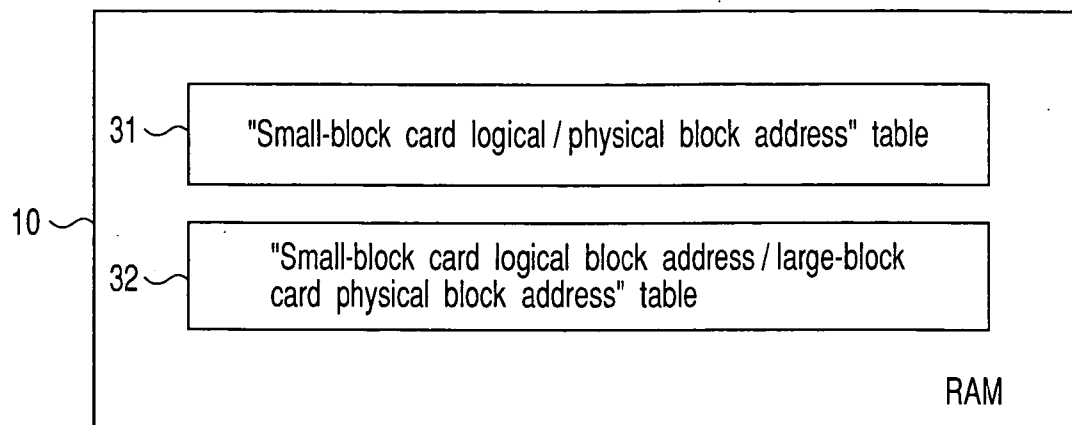 31
"Small-block card logical / physical block address" table
10
32
"Small-block card logical block address / large-block
card physical block address" table
RAM